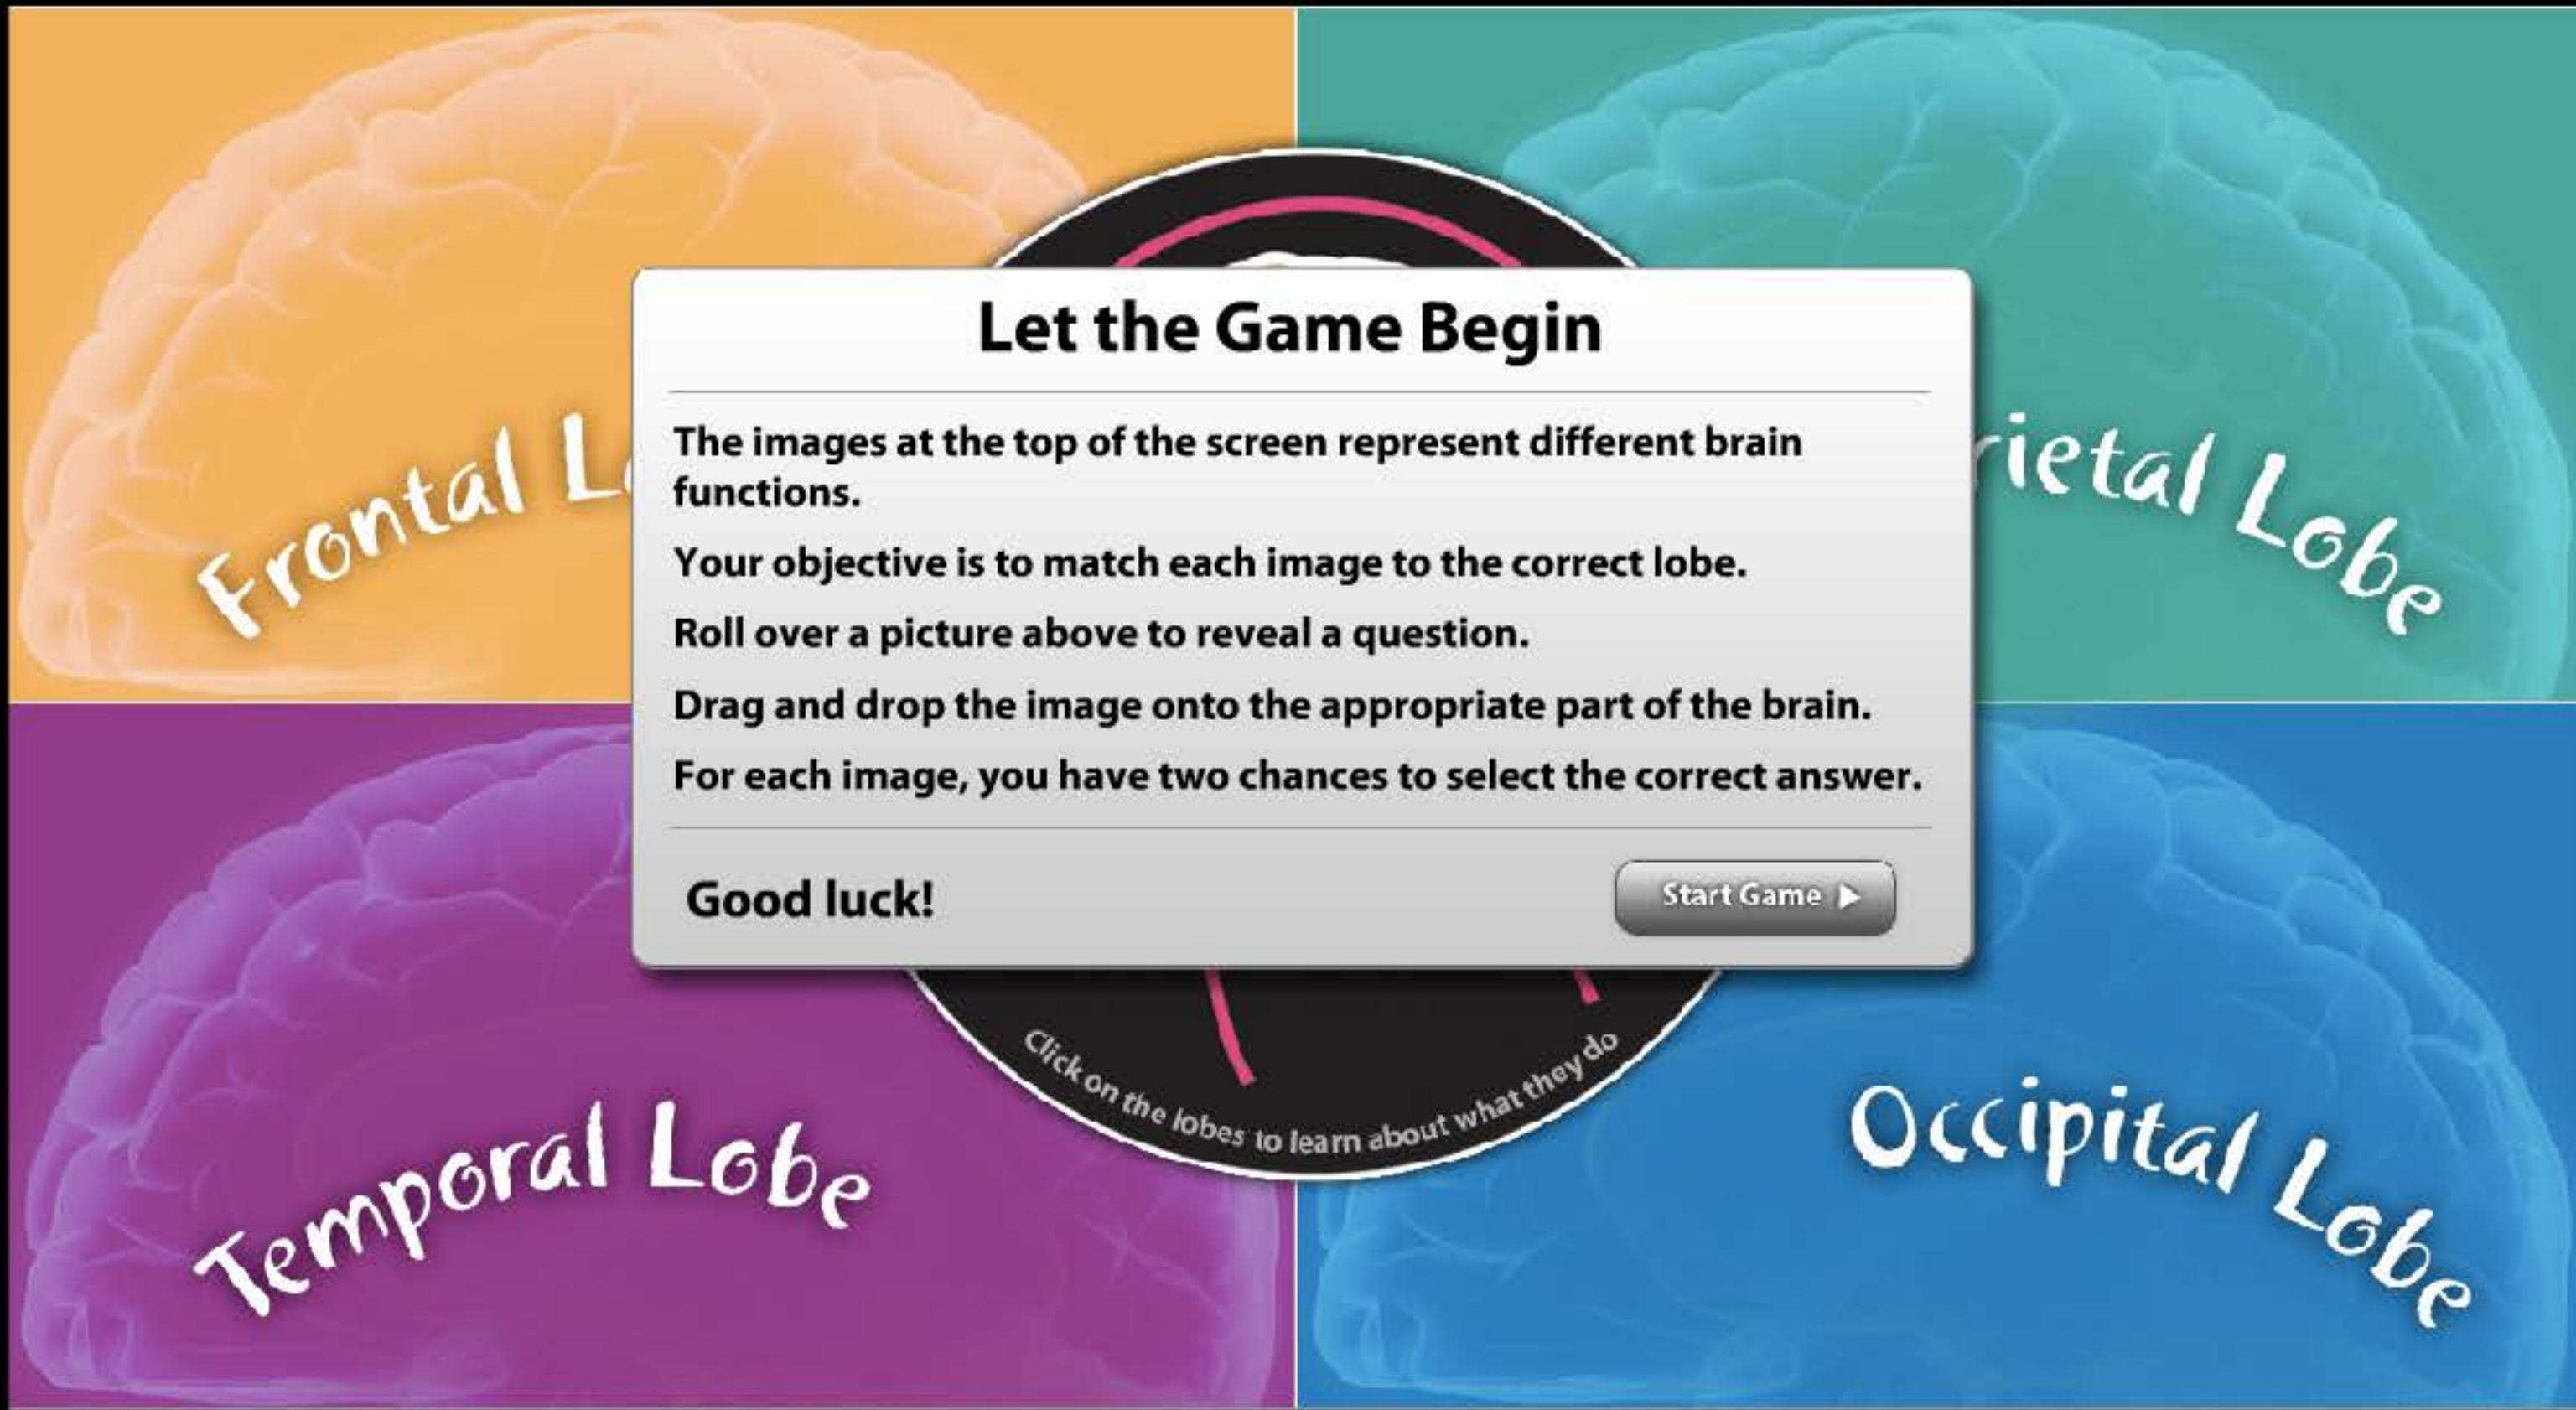 Let the Game Begin
The images at the top of the screen represent different brain
functions.
Your objective is to match each image to the correct lobe.
Roll over a picture above to reveal a question.
Drag and drop the image onto the appropriate part of the brain.
For each image, you have two chances to select the correct answer.
Good luck!
Start Game
Frontal L
rietal Lobe
Temporal Lobe
Occipital Lobe
Click on the lobes to learn about what they do